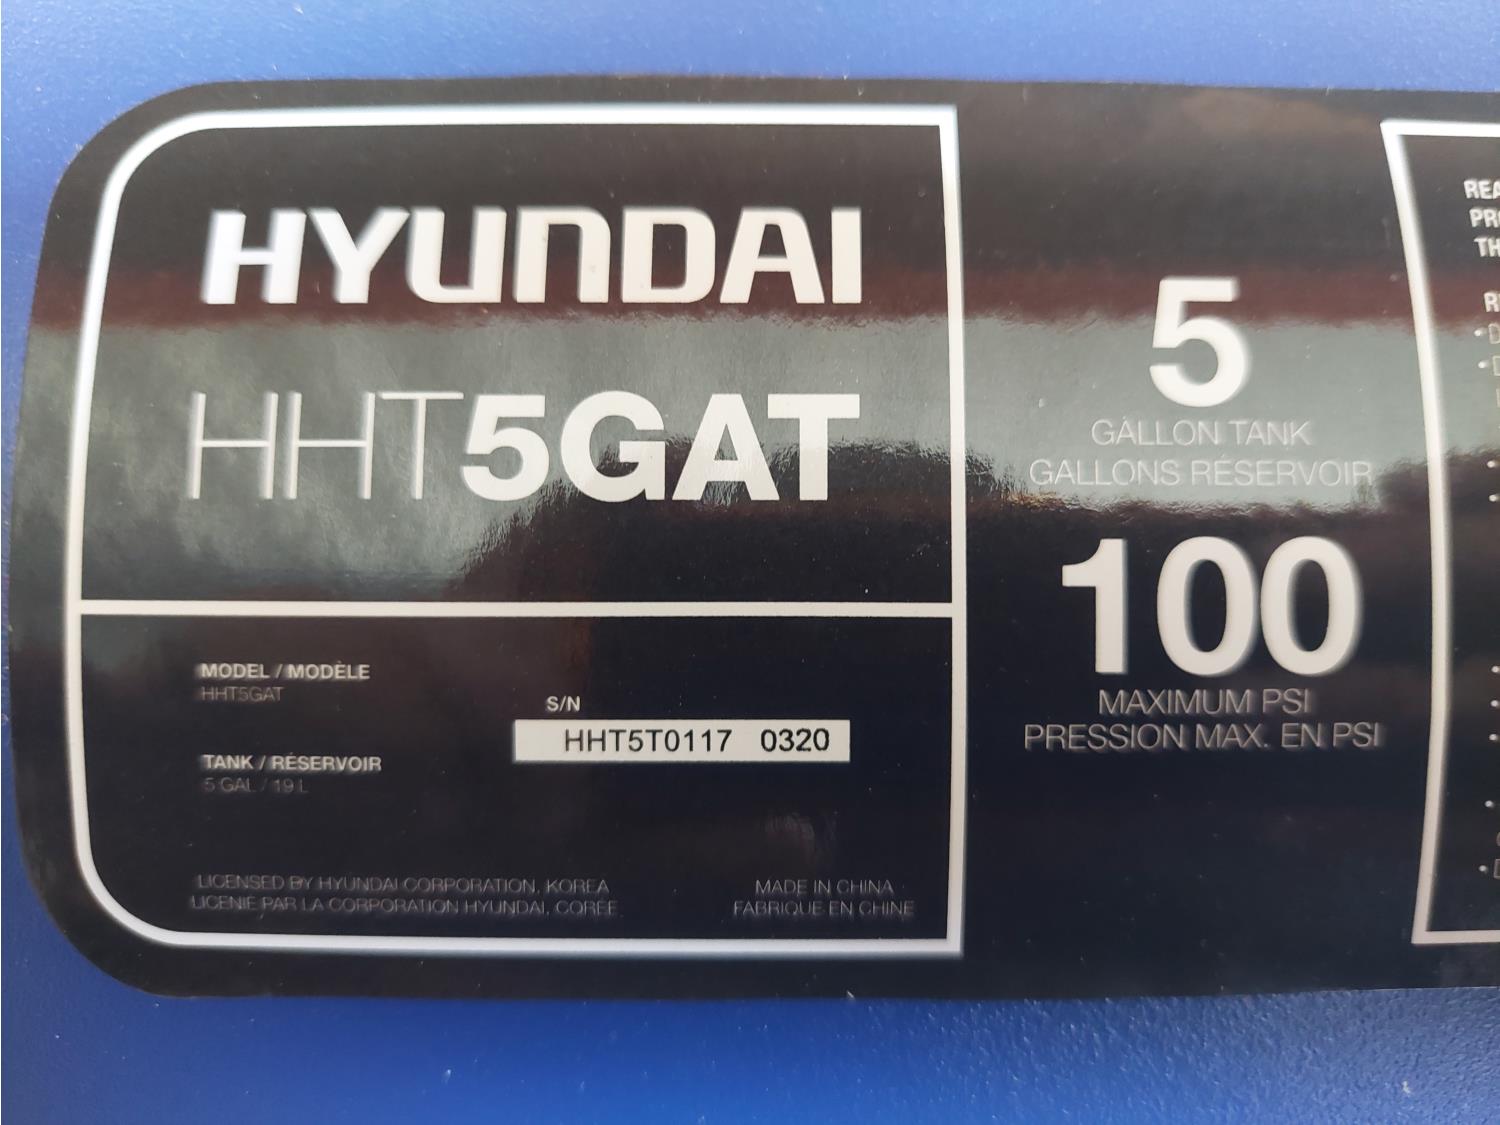 HYUNDAI
HHT5GAT
MODEL / MODÈLE
HHT5GAT
S/N
HHT5T0117 0320
TANK / RÉSERVOIR
5 GAL / 19 L
LICENSED BY HYUNDAI CORPORATION, KOREA
LICENIÉ PAR LA CORPORATION HYUNDAI, CORÉE
MADE IN CHINA
FABRIQUE EN CHINE
5
GALLON TANK
GALLONS RÉSERVOIR
100
MAXIMUM PSI
PRESSION MAX. EN PSI